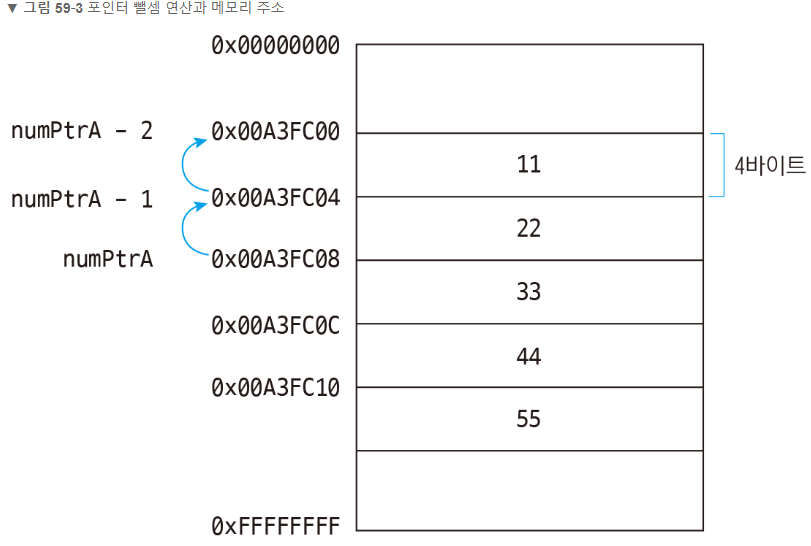 ▼ 그림 59-3 포인터 뺄셈 연산과 메모리 주소
0x00000000
numPtrA - 2 0x00A3FC00
11 4바이트
numPtrA - 1 0x00A3FC04
22
numPtrA 0x00A3FC08
33
0x00A3FC0C
44
0x00A3FC10
55
0xFFFFFFFF